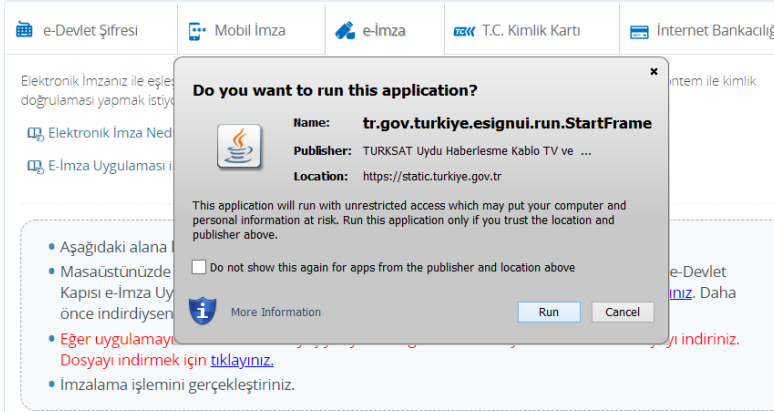 e-Devlet Şifresi
Mobil İmza
e-İmza
T.C. Kimlik Kartı
İnternet Bankacılığ
Elektronik İmzanız ile eşleş
ntem ile kimlik
doğrulaması yapmak istiyo
Elektronik İmza Ned
E-İmza Uygulaması i
Do you want to run this application?
Name: tr.gov.turkiye.esignui.run.StartFrame
Publisher: TURKSAT Uydu Haberlesme Kablo TV ve ...
Location: https://static.turkiye.gov.tr
This application will run with unrestricted access which may put your computer and
personal information at risk. Run this application only if you trust the location and
publisher above.
Do not show this again for apps from the publisher and location above
More Information
Run
Cancel
Aşağıdaki alana
Masaüstünüzde
e-Devlet
Kapısı e-İmza Uy
ınız. Daha
önce indirdiysen
Eğer uygulamayı
yı indiriniz.
Dosyayı indirmek için tıklayınız.
İmzalama işlemini gerçekleştiriniz.